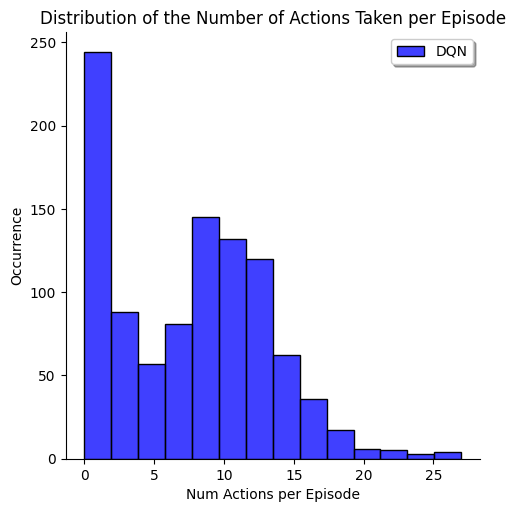 Distribution of the Number of Actions Taken per Episode
DQN
250
200
150
100
50
0
Occurrence
0 5 10 15 20 25
Num Actions per Episode